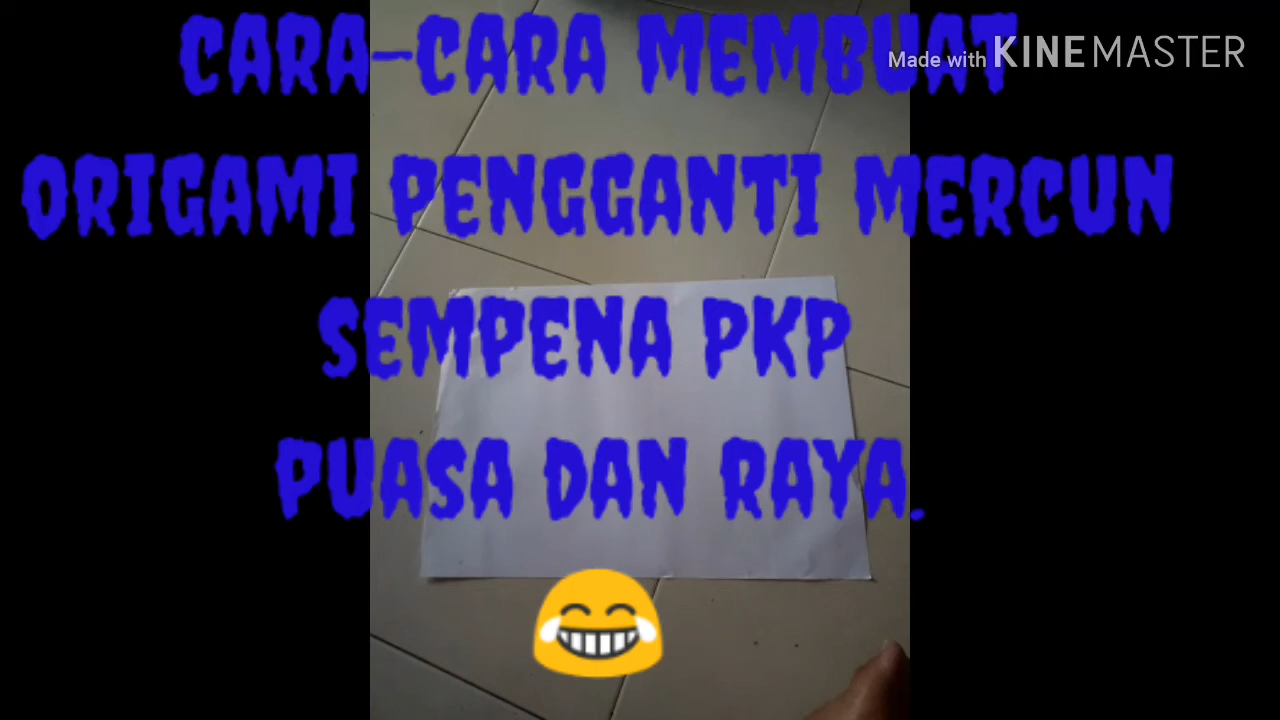 Made with KINEMASTER
CARA-CARA MEMBUAT
ORIGAMI PENGGANTI MERCUN
SEMPENA PKP
PUASA DAN RAYA.